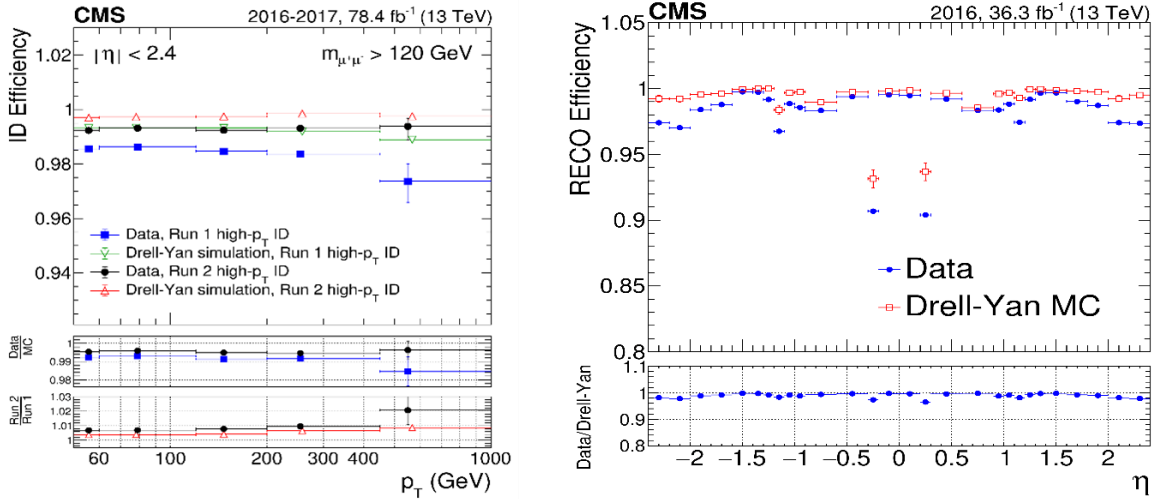 CMS 2016-2017, 78.4 fb⁻¹ (13 TeV)
|η| < 2.4 m_μ⁺μ⁻ > 120 GeV
ID Efficiency
1.02
1
0.98
0.96
0.94
Data, Run 1 high-p_T ID
Drell-Yan simulation, Run 1 high-p_T ID
Data, Run 2 high-p_T ID
Drell-Yan simulation, Run 2 high-p_T ID
Data
MC
1
0.99
0.98
Run 2
Run 1
1.03
1.02
1.01
1
60 100 200 300 400 1000
p_T (GeV)
CMS 2016, 36.3 fb⁻¹ (13 TeV)
RECO Efficiency
1.05
1
0.95
0.9
0.85
0.8
Data
Drell-Yan MC
Data/Drell-Yan
1.1
1
0.9
0.8
−2 −1.5 −1 −0.5 0 0.5 1 1.5 2
η